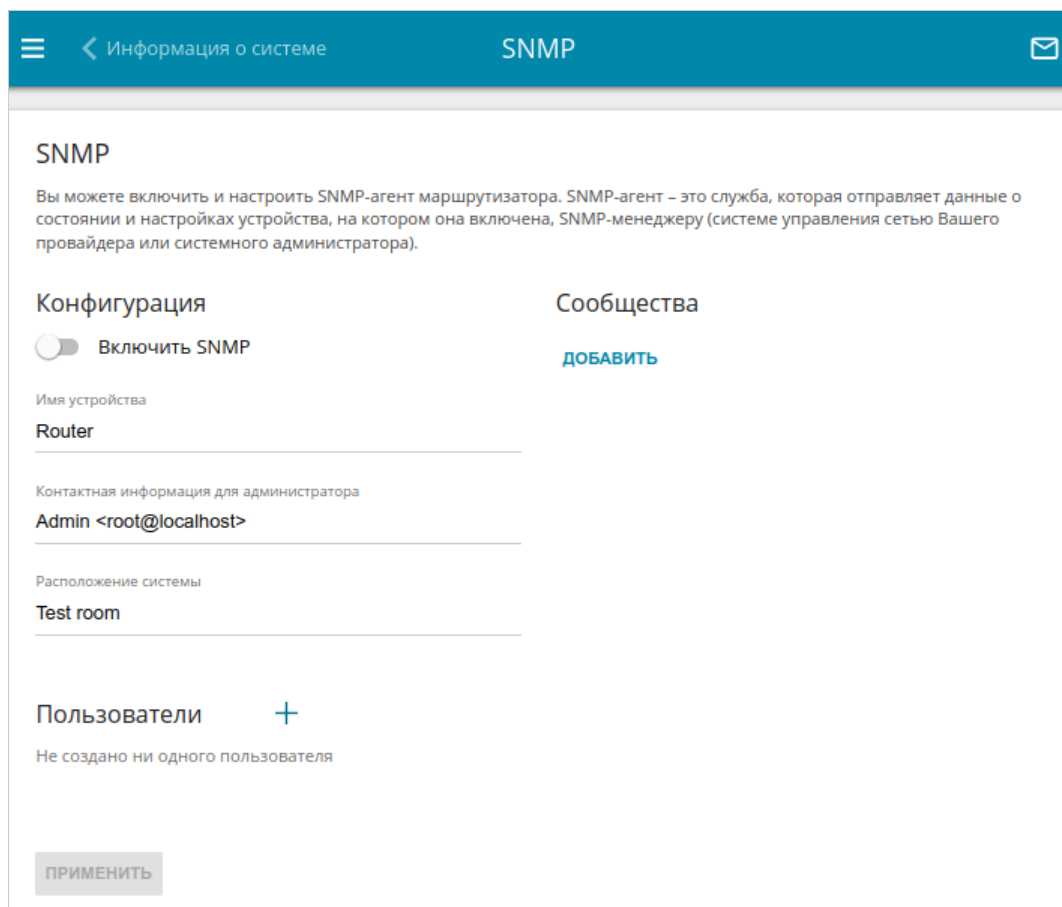 Информация о системе
SNMP
SNMP
Вы можете включить и настроить SNMP-агент маршрутизатора. SNMP-агент – это служба, которая отправляет данные о
состоянии и настройках устройства, на котором она включена, SNMP-менеджеру (системе управления сетью Вашего
провайдера или системного администратора).
Конфигурация
Включить SNMP
Имя устройства
Router
Контактная информация для администратора
Admin <root@localhost>
Расположение системы
Test room
Сообщества
ДОБАВИТЬ
Пользователи
Не создано ни одного пользователя
ПРИМЕНИТЬ